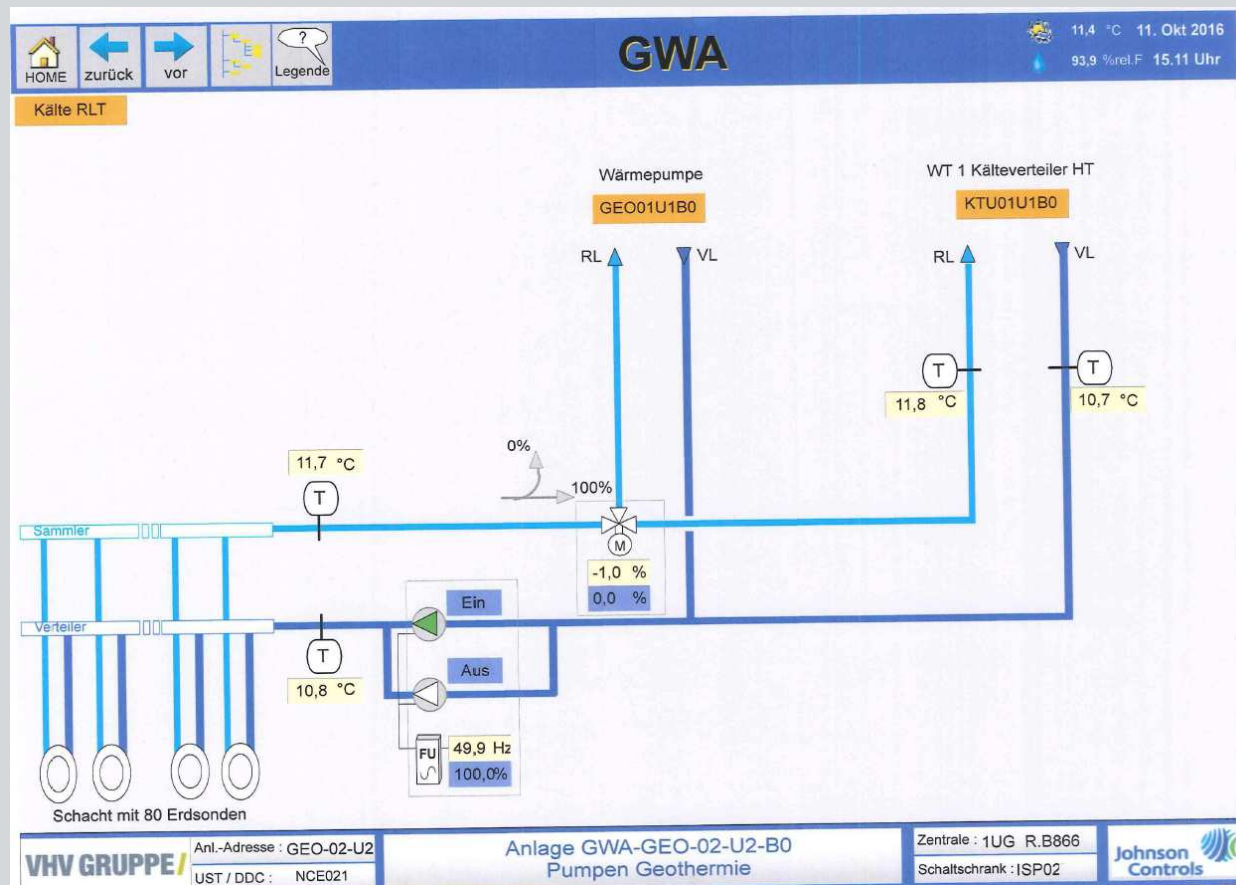 GWA
11,4 °C 11. Okt 2016
93,9 %rel.F 15.11 Uhr
HOME
zurück
vor
?
Legende
Kälte RLT
Wärmepumpe
GEO01U1B0
RL
VL
WT 1 Kälteverteiler HT
KTU01U1B0
RL
VL
T
11,8 °C
T
10,7 °C
11,7 °C
T
0%
100%
M
-1,0 %
0,0 %
Sammler
Verteiler
T
10,8 °C
Ein
Aus
FU
49,9 Hz
100,0%
Schacht mit 80 Erdsonden
VHV GRUPPE/
Anl.-Adresse : GEO-02-U2
UST / DDC : NCE021
Anlage GWA-GEO-02-U2-B0
Pumpen Geothermie
Zentrale : 1UG R.B866
Schaltschrank : ISP02
Johnson
Controls